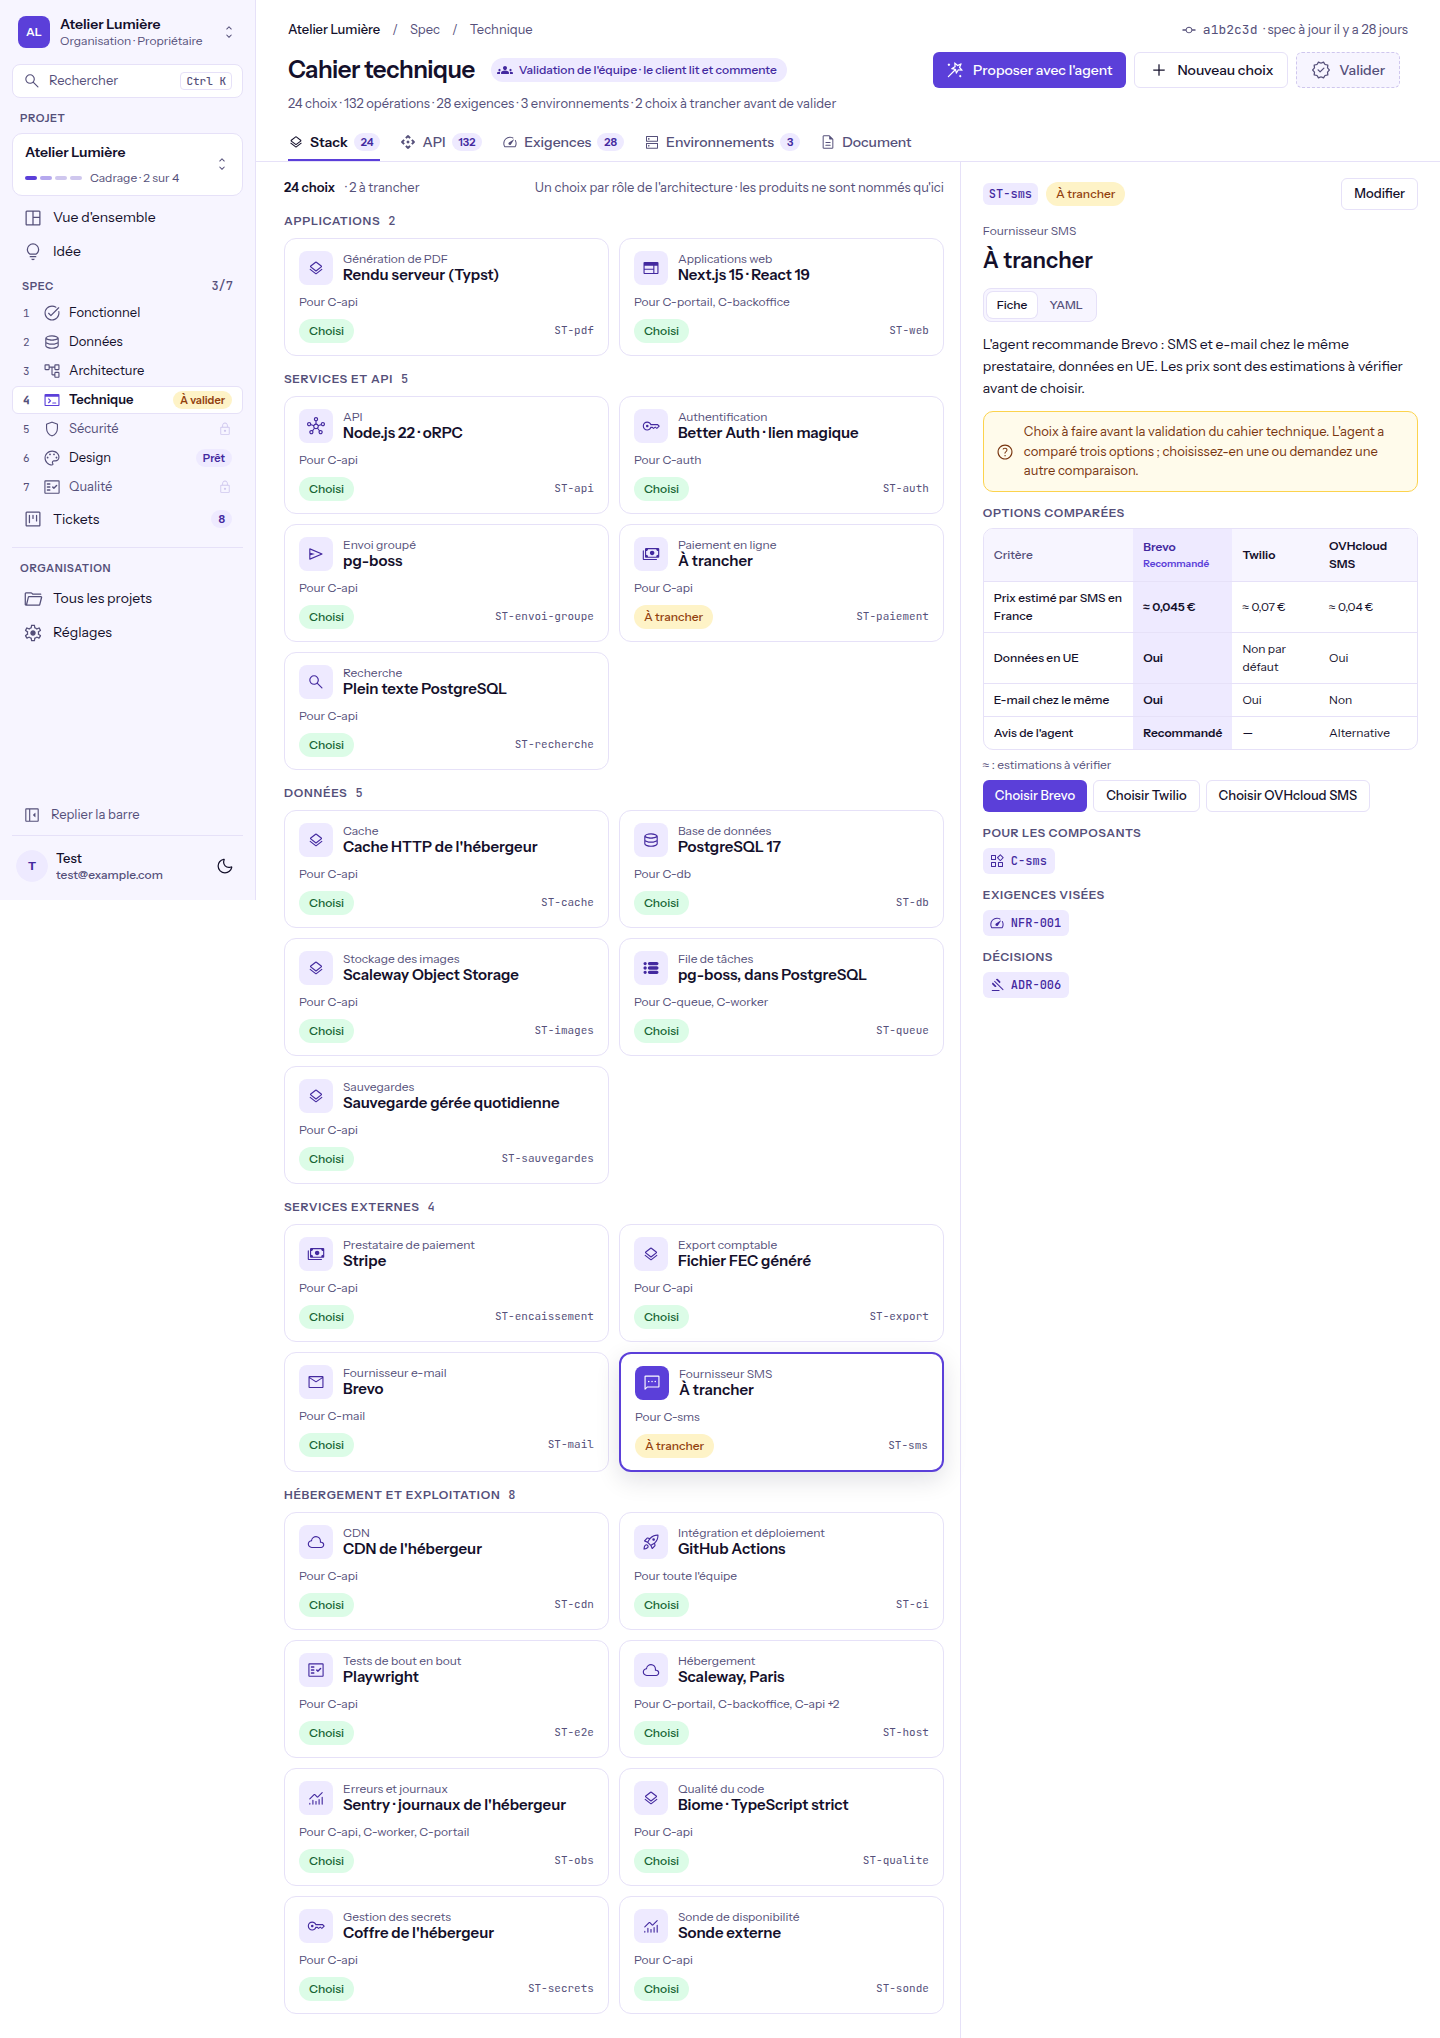 AL
Atelier Lumière
Organisation · Propriétaire
Rechercher
Ctrl K
PROJET
Atelier Lumière
Cadrage · 2 sur 4
Vue d'ensemble
Idée
SPEC 3/7
1 Fonctionnel
2 Données
3 Architecture
4 Technique À valider
5 Sécurité
6 Design Prêt
7 Qualité
Tickets 8
ORGANISATION
Tous les projets
Réglages
Replier la barre
T
Test
test@example.com
Atelier Lumière / Spec / Technique
a1b2c3d · spec à jour il y a 28 jours
Cahier technique
Validation de l'équipe · le client lit et commente
Proposer avec l'agent
Nouveau choix
Valider
24 choix · 132 opérations · 28 exigences · 3 environnements · 2 choix à trancher avant de valider
Stack 24
API 132
Exigences 28
Environnements 3
Document
24 choix · 2 à trancher
Un choix par rôle de l'architecture · les produits ne sont nommés qu'ici
APPLICATIONS 2
Génération de PDF
Rendu serveur (Typst)
Pour C-api
Choisi ST-pdf
Applications web
Next.js 15 · React 19
Pour C-portail, C-backoffice
Choisi ST-web
SERVICES ET API 5
API
Node.js 22 · oRPC
Pour C-api
Choisi ST-api
Authentification
Better Auth · lien magique
Pour C-auth
Choisi ST-auth
Envoi groupé
pg-boss
Pour C-api
Choisi ST-envoi-groupe
Paiement en ligne
À trancher
Pour C-api
À trancher ST-paiement
Recherche
Plein texte PostgreSQL
Pour C-api
Choisi ST-recherche
DONNÉES 5
Cache
Cache HTTP de l'hébergeur
Pour C-api
Choisi ST-cache
Base de données
PostgreSQL 17
Pour C-db
Choisi ST-db
Stockage des images
Scaleway Object Storage
Pour C-api
Choisi ST-images
File de tâches
pg-boss, dans PostgreSQL
Pour C-queue, C-worker
Choisi ST-queue
Sauvegardes
Sauvegarde gérée quotidienne
Pour C-api
Choisi ST-sauvegardes
SERVICES EXTERNES 4
Prestataire de paiement
Stripe
Pour C-api
Choisi ST-encaissement
Export comptable
Fichier FEC généré
Pour C-api
Choisi ST-export
Fournisseur e-mail
Brevo
Pour C-mail
Choisi ST-mail
Fournisseur SMS
À trancher
Pour C-sms
À trancher ST-sms
HÉBERGEMENT ET EXPLOITATION 8
CDN
CDN de l'hébergeur
Pour C-api
Choisi ST-cdn
Intégration et déploiement
GitHub Actions
Pour toute l'équipe
Choisi ST-ci
Tests de bout en bout
Playwright
Pour C-api
Choisi ST-e2e
Hébergement
Scaleway, Paris
Pour C-portail, C-backoffice, C-api +2
Choisi ST-host
Erreurs et journaux
Sentry · journaux de l'hébergeur
Pour C-api, C-worker, C-portail
Choisi ST-obs
Qualité du code
Biome · TypeScript strict
Pour C-api
Choisi ST-qualite
Gestion des secrets
Coffre de l'hébergeur
Pour C-api
Choisi ST-secrets
Sonde de disponibilité
Sonde externe
Pour C-api
Choisi ST-sonde
ST-sms À trancher
Modifier
Fournisseur SMS
À trancher
Fiche YAML
L'agent recommande Brevo : SMS et e-mail chez le même
prestataire, données en UE. Les prix sont des estimations à vérifier
avant de choisir.
Choix à faire avant la validation du cahier technique. L'agent a
comparé trois options ; choisissez-en une ou demandez une
autre comparaison.
OPTIONS COMPARÉES
Critère Brevo Recommandé Twilio OVHcloud SMS
Prix estimé par SMS en France ≈ 0,045 € ≈ 0,07 € ≈ 0,04 €
Données en UE Oui Non par défaut Oui
E-mail chez le même Oui Oui Non
Avis de l'agent Recommandé — Alternative
≈ : estimations à vérifier
Choisir Brevo
Choisir Twilio
Choisir OVHcloud SMS
POUR LES COMPOSANTS
C-sms
EXIGENCES VISÉES
NFR-001
DÉCISIONS
ADR-006